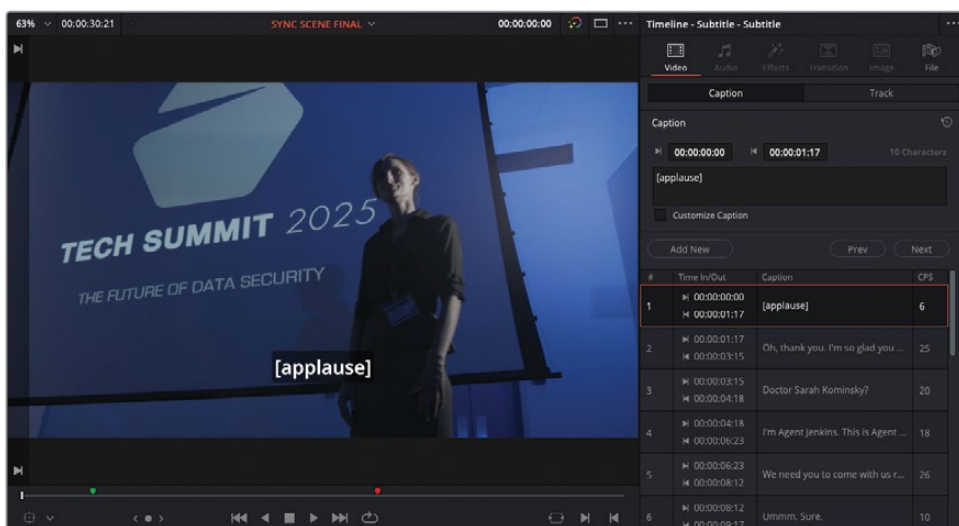 63% 00:00:30:21 SYNC SCENE FINAL 00:00:00:00 Timeline - Subtitle - Subtitle
Video Audio Effects Transition Image File
Caption Track
Caption
00:00:00:00 00:00:01:17 10 Characters
[applause]
Customize Caption
Add New Prev Next
# Time In/Out Caption CPS
1 00:00:00:00 [applause] 6
00:00:01:17
2 00:00:01:17 Oh, thank you. I'm so glad you ... 25
00:00:03:15
3 00:00:03:15 Doctor Sarah Kominsky? 20
00:00:04:18
4 00:00:04:18 I'm Agent Jenkins. This is Agent ... 18
00:00:06:23
5 00:00:06:23 We need you to come with us r... 26
00:00:08:12
6 00:00:08:12 Ummm. Sure. 10
00:00:09:17
TECH SUMMIT 2025
THE FUTURE OF DATA SECURITY
[applause]